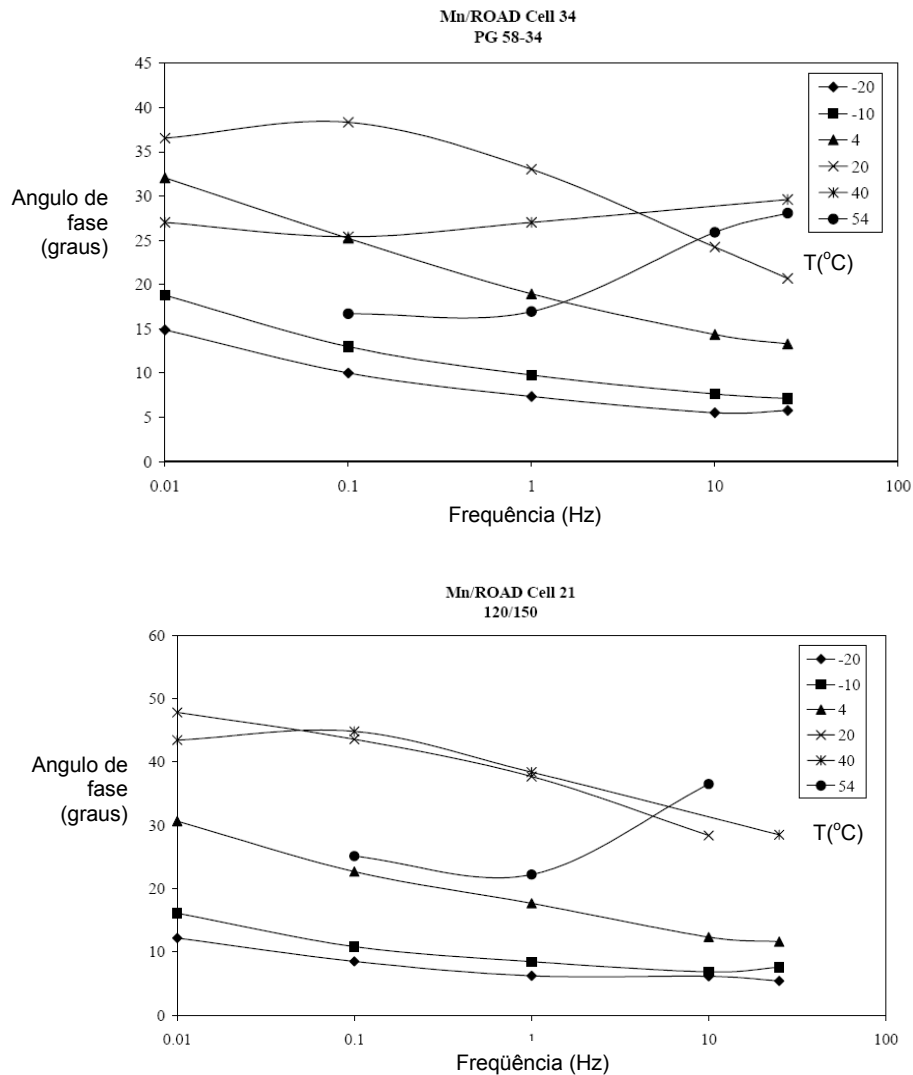 Mn/ROAD Cell 34
PG 58-34
45
40
35
30
25
20
15
10
5
0
Angulo de
fase
(graus)
-20
-10
4
20
40
54
T(°C)
0.01 0.1 1 10 100
Frequência (Hz)
Mn/ROAD Cell 21
120/150
60
50
40
30
20
10
0
Angulo de
fase
(graus)
-20
-10
4
20
40
54
T(°C)
0.01 0.1 1 10 100
Freqüência (Hz)